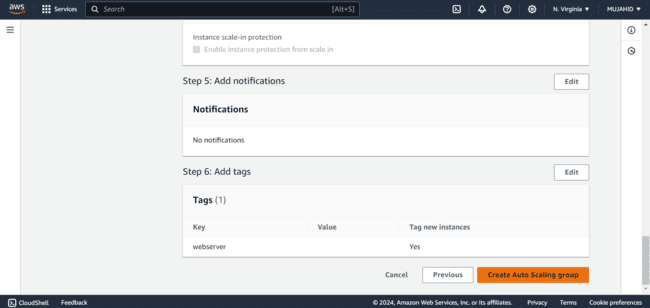 aws
Services
Search
[Alt+S]
N. Virginia
MUJAHID
Instance scale-in protection
Enable instance protection from scale in
Step 5: Add notifications
Edit
Notifications
No notifications
Step 6: Add tags
Edit
Tags (1)
Key Value Tag new instances
webserver Yes
Cancel Previous Create Auto Scaling group
CloudShell Feedback © 2024, Amazon Web Services, Inc. or its affiliates. Privacy Terms Cookie preferences